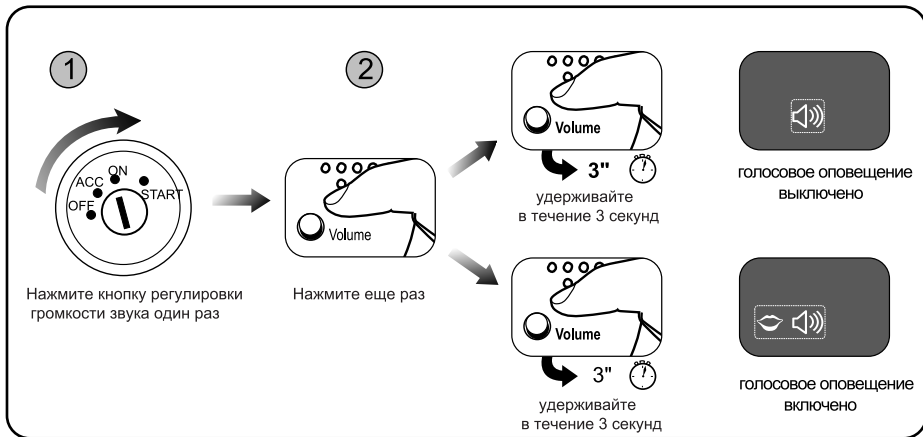 1
2
OFF
ACC
ON
START
Нажмите кнопку регулировки
громкости звука один раз
Volume
Нажмите еще раз
Volume
3"
удерживайте
в течение 3 секунд
голосовое оповещение
выключено
Volume
3"
удерживайте
в течение 3 секунд
голосовое оповещение
включено